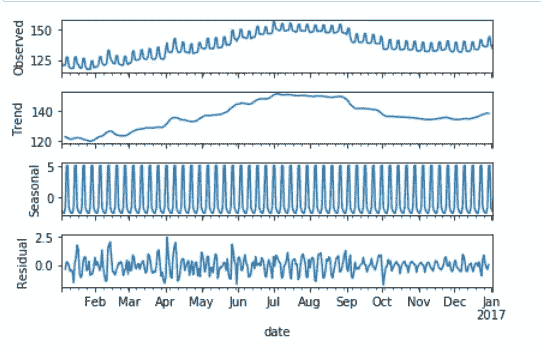 Observed
150
125
Trend
140
120
Seasonal
5
0
Residual
2.5
0.0
Feb Mar Apr May Jun Jul Aug Sep Oct Nov Dec Jan
2017
date